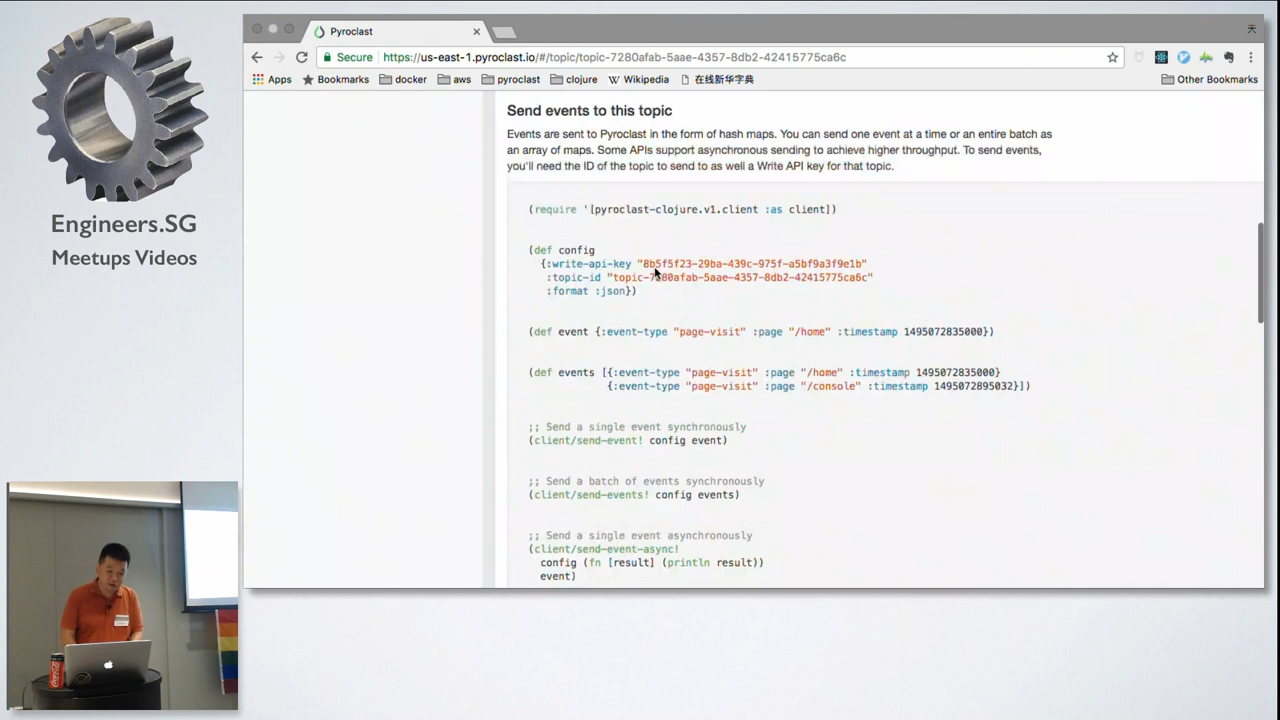 Pyroclast
Secure https://us-east-1.pyroclast.io/#/topic/topic-7280afab-5aae-4357-8db2-42415775ca6c
Apps Bookmarks docker aws pyroclast clojure Wikipedia 在线新华字典 Other Bookmarks
Engineers.SG
Meetups Videos
Send events to this topic
Events are sent to Pyroclast in the form of hash maps. You can send one event at a time or an entire batch as
an array of maps. Some APIs support asynchronous sending to achieve higher throughput. To send events,
you'll need the ID of the topic to send to as well a Write API key for that topic.
(require '[pyroclast-clojure.v1.client :as client])
(def config
{:write-api-key "8b5f5f23-29ba-439c-975f-a5bf9a3f9e1b"
:topic-id "topic-7280afab-5aae-4357-8db2-42415775ca6c"
:format :json})
(def event {:event-type "page-visit" :page "/home" :timestamp 1495072835000})
(def events [{:event-type "page-visit" :page "/home" :timestamp 1495072835000}
{:event-type "page-visit" :page "/console" :timestamp 1495072895032}])
;; Send a single event synchronously
(client/send-event! config event)
;; Send a batch of events synchronously
(client/send-events! config events)
;; Send a single event asynchronously
(client/send-event-async!
config (fn [result] (println result))
event)